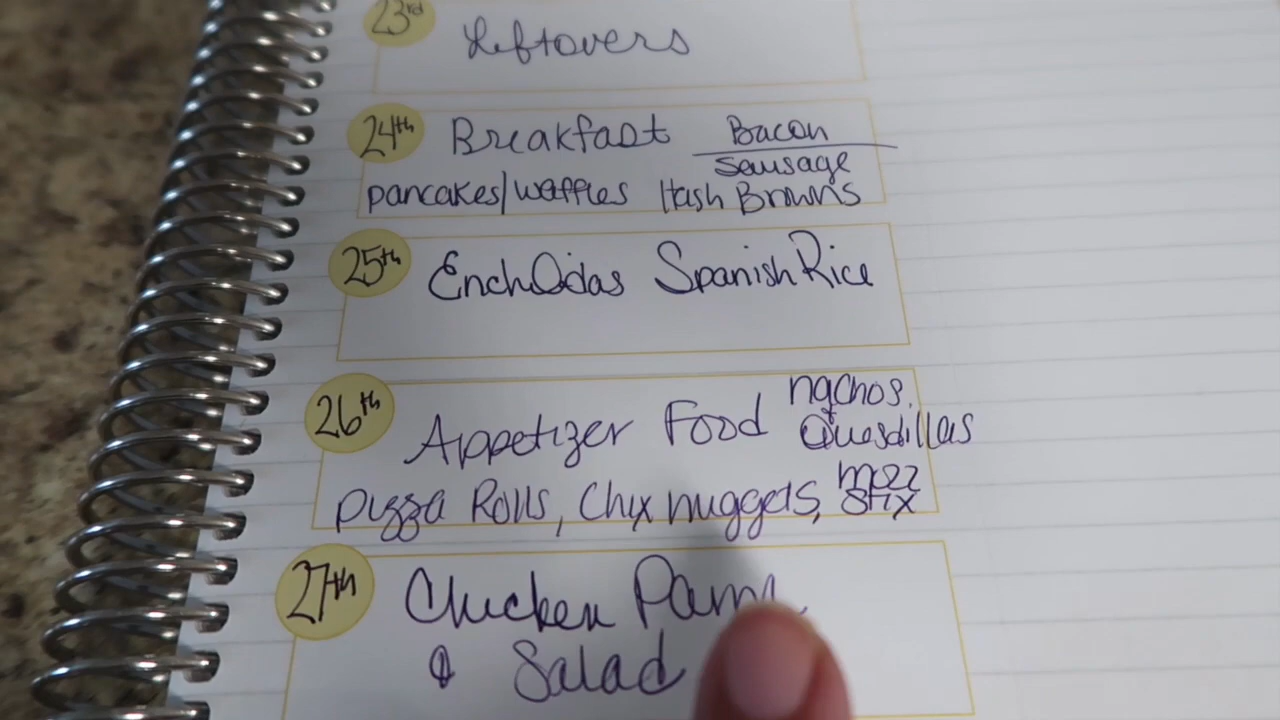 23rd Leftovers
24th Breakfast Bacon
Sausage
pancakes/waffles Hash Browns
25th Enchiladas Spanish Rice
26th Appetizer Food nachos,
Quesdillas
pizza Rolls, Chix nuggets, mozz
Stix
27th Chicken Parm
& Salad